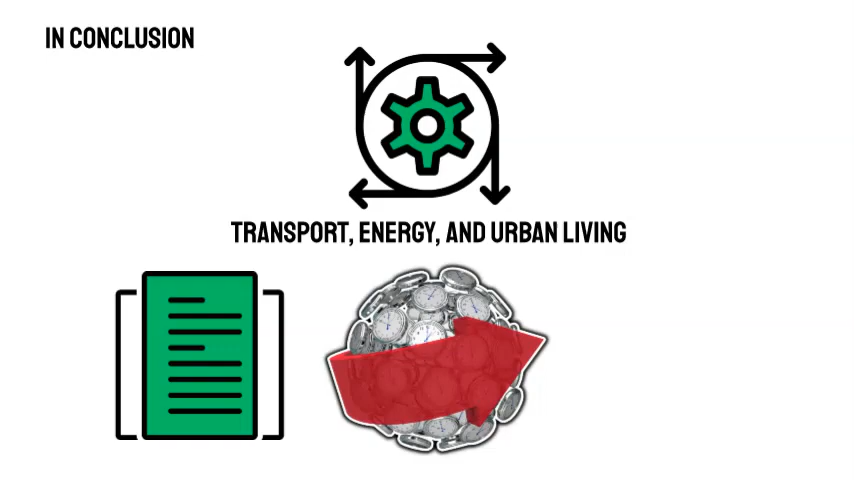 IN CONCLUSION
TRANSPORT, ENERGY, AND URBAN LIVING